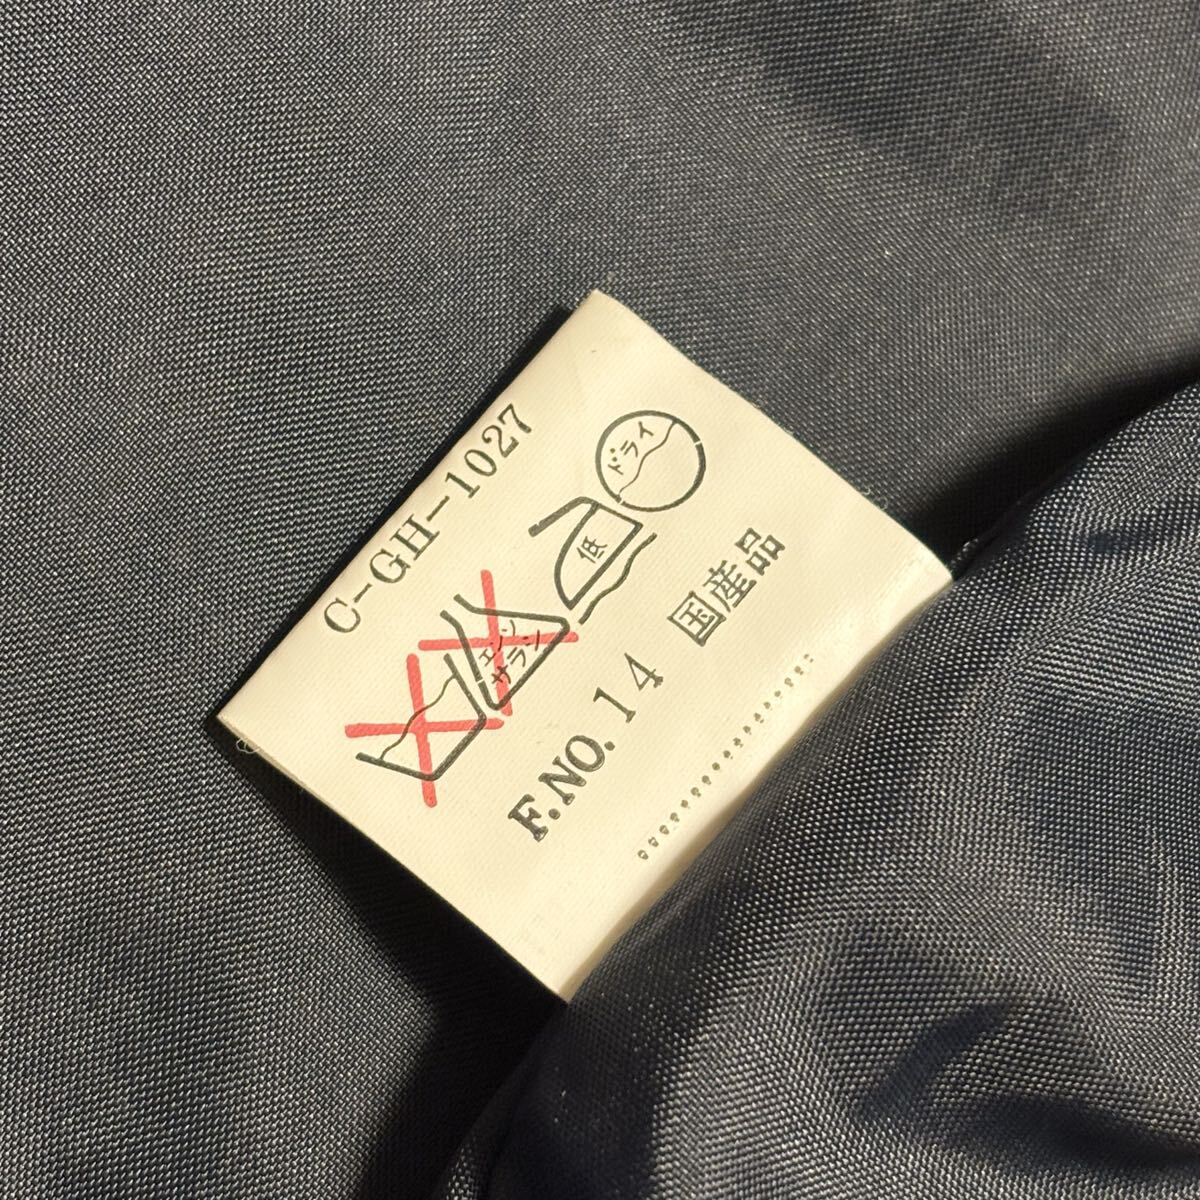 C-GH-1027
エンソ
サラシ
低
ドライ
F.NO. 14 国産品